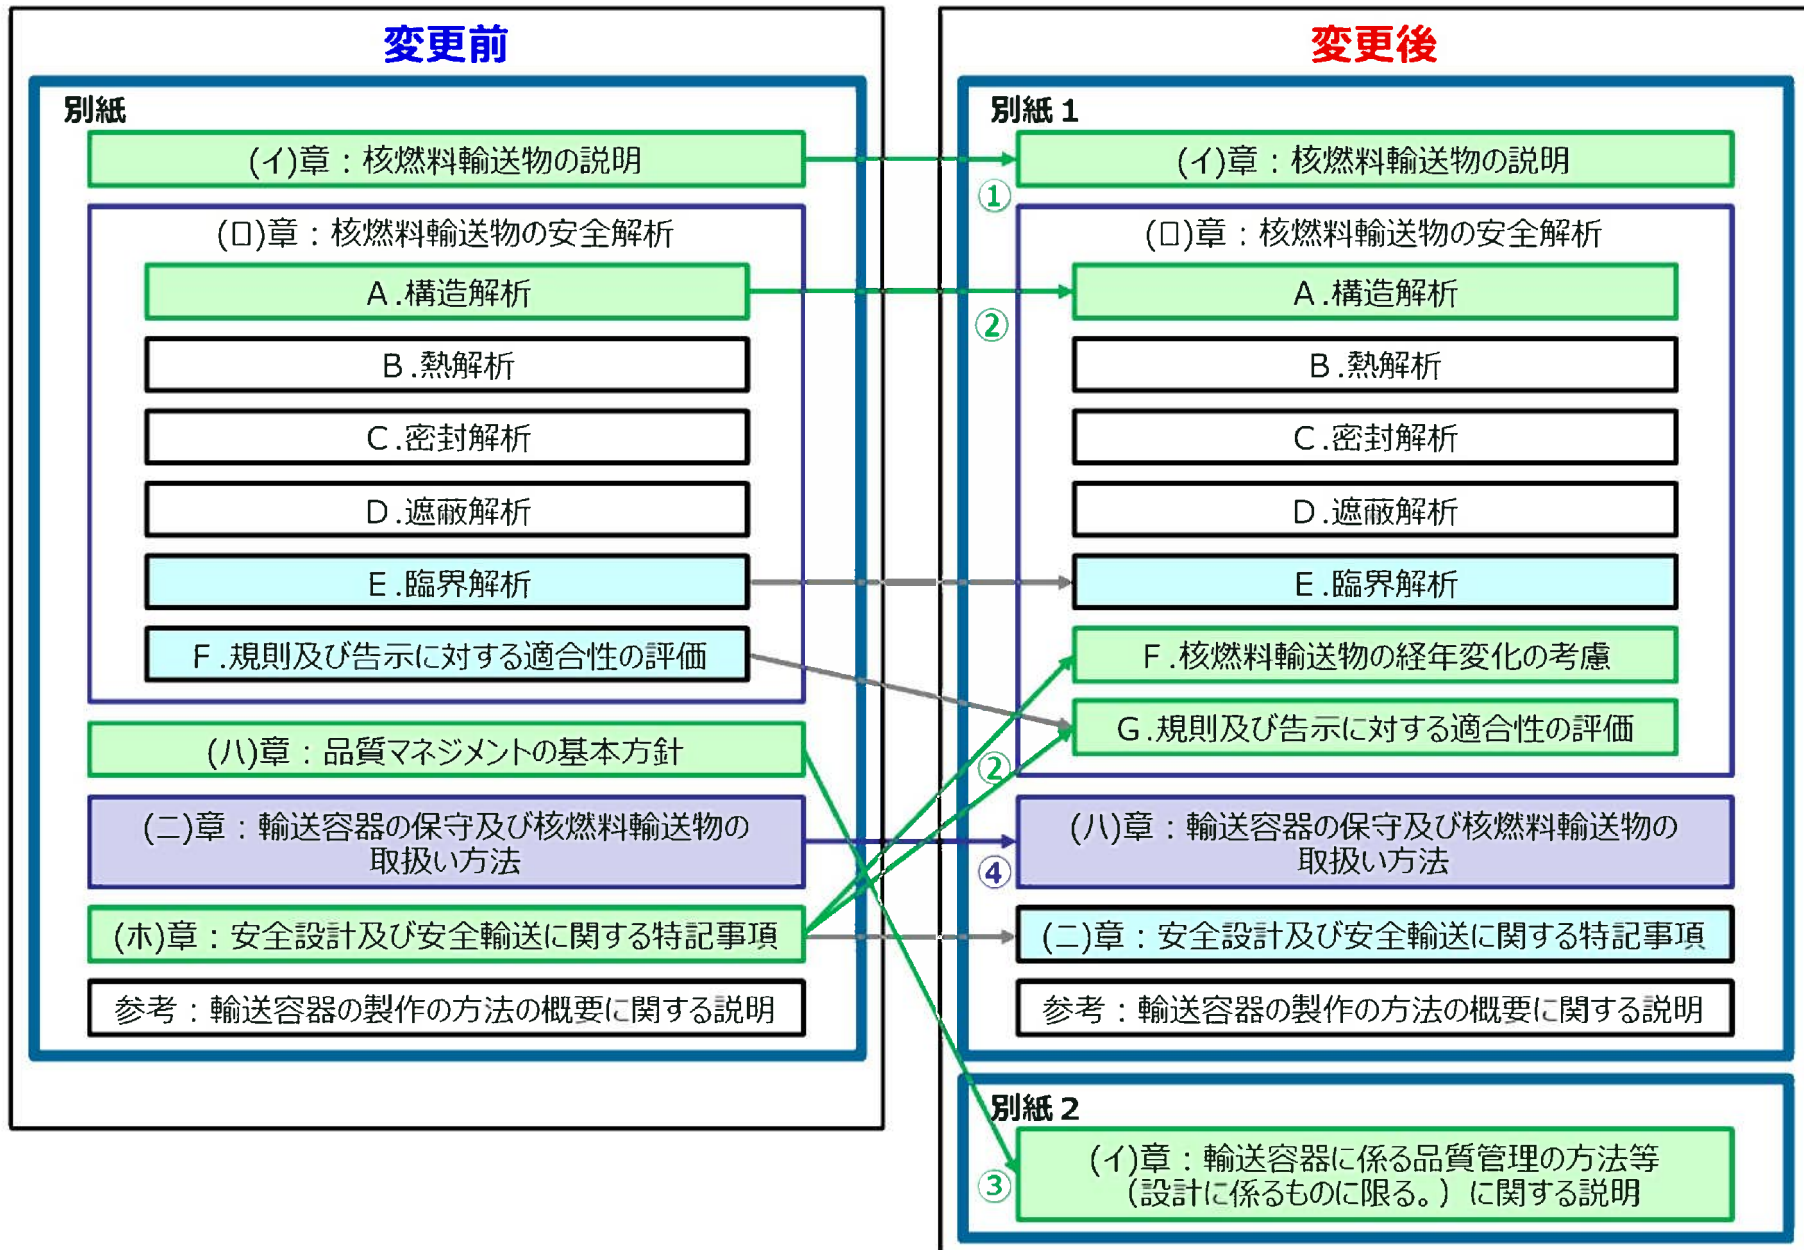 変更前
別紙
(イ)章：核燃料輸送物の説明
(ロ)章：核燃料輸送物の安全解析
A.構造解析
B.熱解析
C.密封解析
D.遮蔽解析
E.臨界解析
F.規則及び告示に対する適合性の評価
(ハ)章：品質マネジメントの基本方針
(ニ)章：輸送容器の保守及び核燃料輸送物の
取扱い方法
(ホ)章：安全設計及び安全輸送に関する特記事項
参考：輸送容器の製作の方法の概要に関する説明
変更後
別紙1
(イ)章：核燃料輸送物の説明
①
(ロ)章：核燃料輸送物の安全解析
A.構造解析
②
B.熱解析
C.密封解析
D.遮蔽解析
E.臨界解析
F.核燃料輸送物の経年変化の考慮
G.規則及び告示に対する適合性の評価
②
(ハ)章：輸送容器の保守及び核燃料輸送物の
取扱い方法
④
(ニ)章：安全設計及び安全輸送に関する特記事項
参考：輸送容器の製作の方法の概要に関する説明
別紙2
(イ)章：輸送容器に係る品質管理の方法等
(設計に係るものに限る。)に関する説明
③